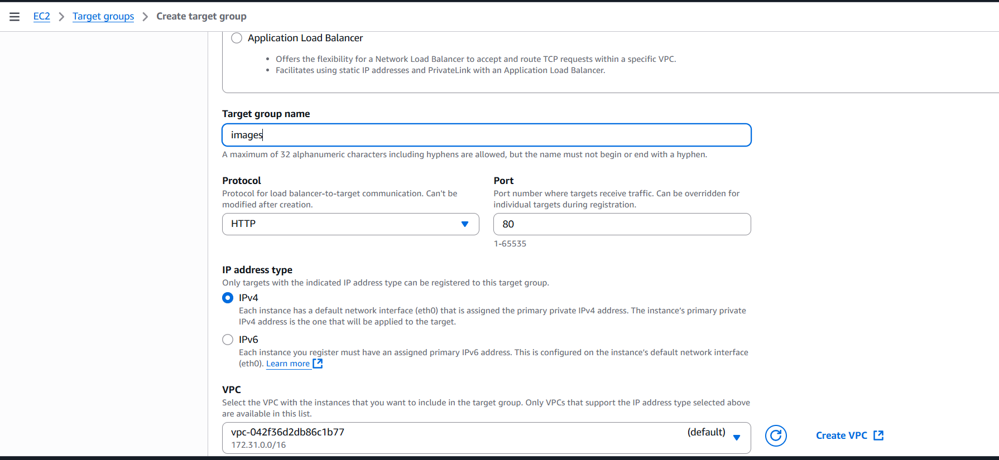 EC2 > Target groups > Create target group
Application Load Balancer
• Offers the flexibility for a Network Load Balancer to accept and route TCP requests within a specific VPC.
• Facilitates using static IP addresses and PrivateLink with an Application Load Balancer.
Target group name
images
A maximum of 32 alphanumeric characters including hyphens are allowed, but the name must not begin or end with a hyphen.
Protocol
Protocol for load balancer-to-target communication. Can't be
modified after creation.
HTTP
Port
Port number where targets receive traffic. Can be overridden for
individual targets during registration.
80
1-65535
IP address type
Only targets with the indicated IP address type can be registered to this target group.
IPv4
Each instance has a default network interface (eth0) that is assigned the primary private IPv4 address. The instance's primary private
IPv4 address is the one that will be applied to the target.
IPv6
Each instance you register must have an assigned primary IPv6 address. This is configured on the instance's default network interface
(eth0). Learn more
VPC
Select the VPC with the instances that you want to include in the target group. Only VPCs that support the IP address type selected above
are available in this list.
vpc-042f36d2db86c1b77 (default)
172.31.0.0/16
Create VPC